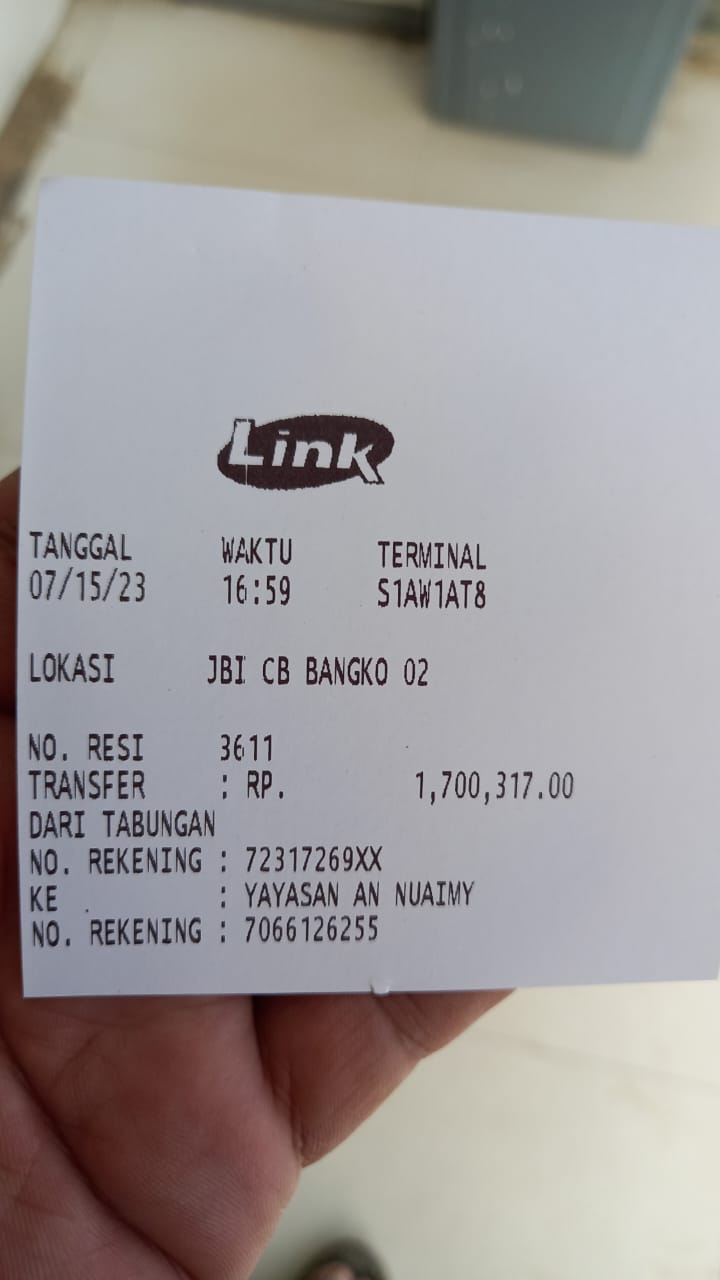 Link
TANGGAL WAKTU TERMINAL
07/15/23 16:59 S1AW1AT8
LOKASI JBI CB BANGKO 02
NO. RESI 3611
TRANSFER : RP. 1,700,317.00
DARI TABUNGAN
NO. REKENING : 72317269XX
KE : YAYASAN AN NUAIMY
NO. REKENING : 7066126255